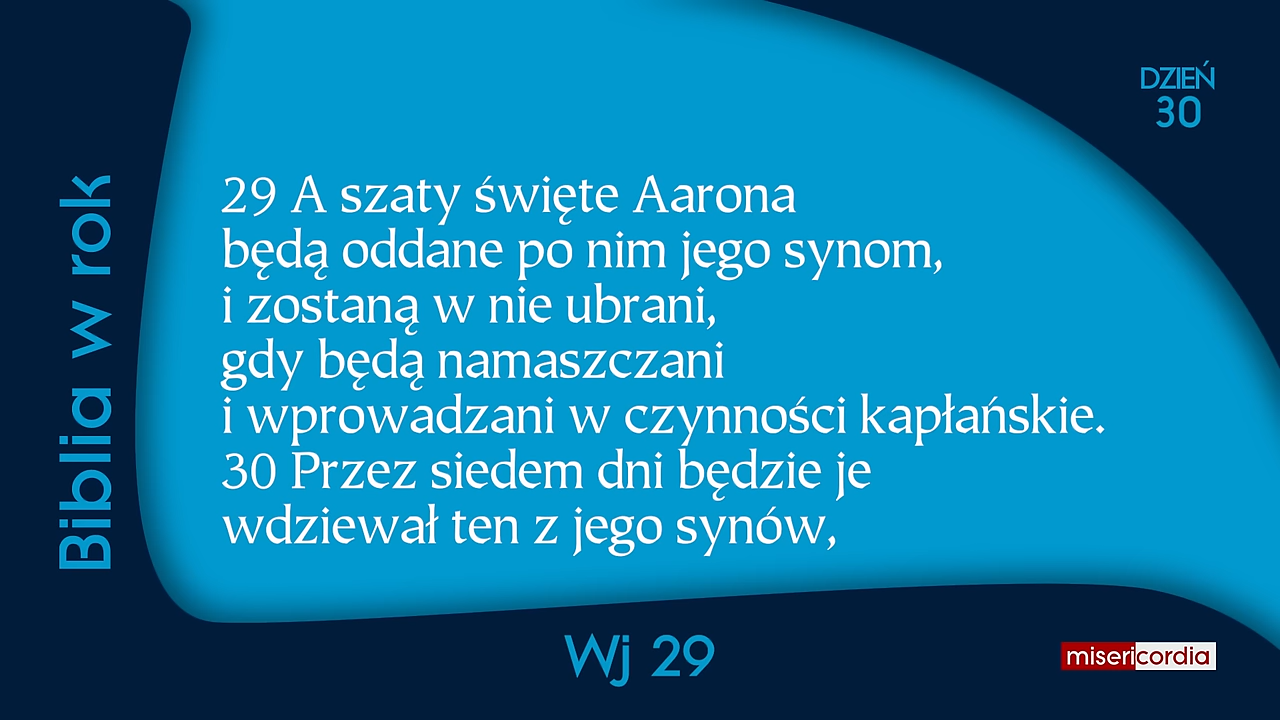 DZIEŃ
30
Biblia w rok
29 A szaty święte Aarona
będą oddane po nim jego synom,
i zostaną w nie ubrani,
gdy będą namaszczani
i wprowadzani w czynności kapłańskie.
30 Przez siedem dni będzie je
wdziewał ten z jego synów,
Wj 29
misericordia